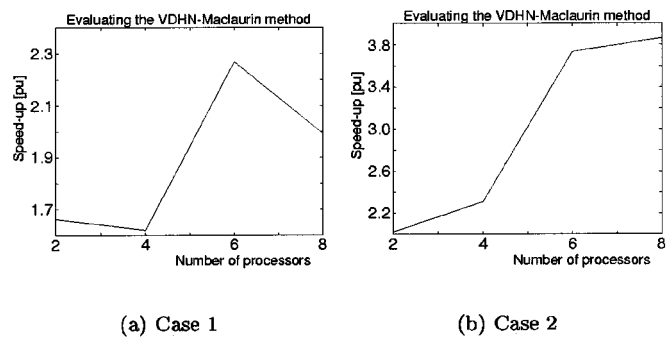 Evaluating the VDHN-Maclaurin method
Speed-up [pu]
2.3
2.1
1.9
1.7
2
4
6
8
Number of processors
(a) Case 1
Evaluating the VDHN-Maclaurin method
Speed-up [pu]
3.8
3.4
3.0
2.6
2.2
2
4
6
8
Number of processors
(b) Case 2